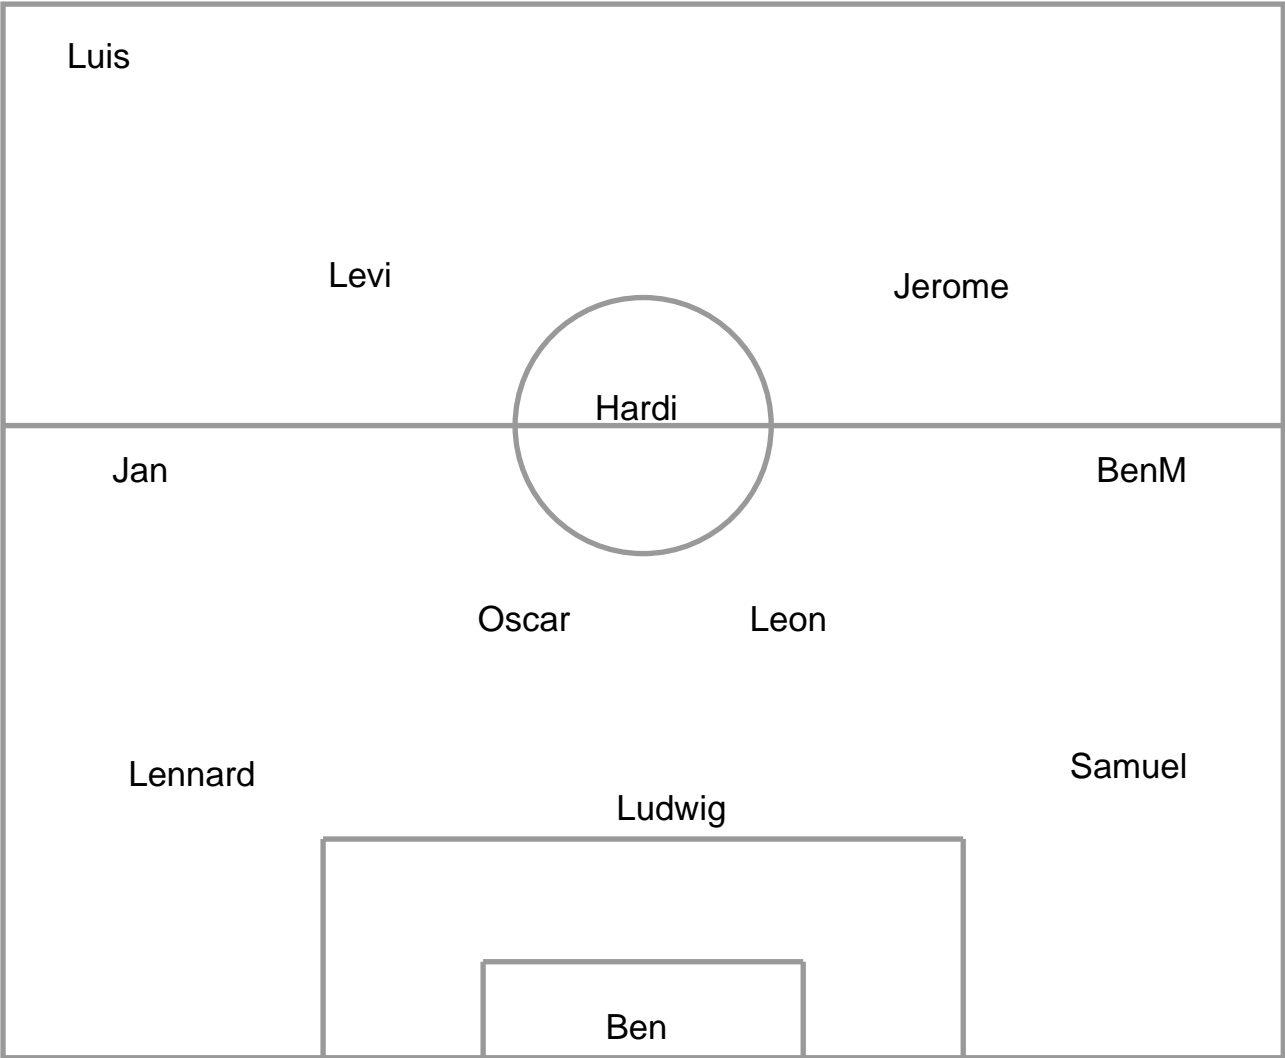 Luis
Levi
Jerome
Hardi
Jan
BenM
Oscar
Leon
Lennard
Samuel
Ludwig
Ben